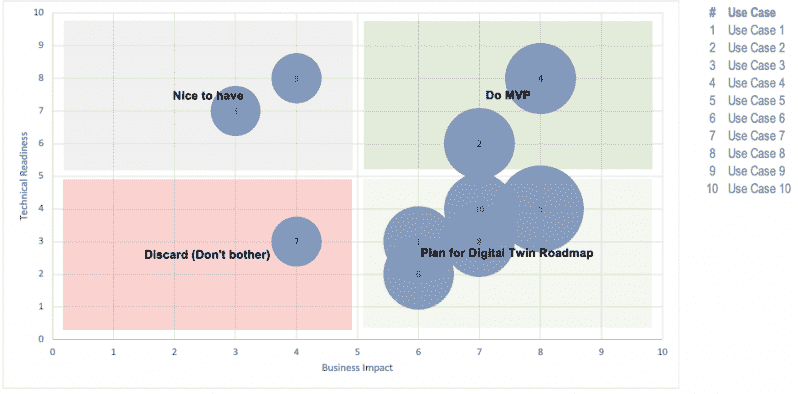 10
9
8
7
6
5
4
3
2
1
0
Technical Readiness
Nice to have
Do MVP
Discard (Don't bother)
Plan for Digital Twin Roadmap
4
2
10
7
6
0 1 2 3 4 5 6 7 8 9 10
Business Impact
# Use Case
1 Use Case 1
2 Use Case 2
3 Use Case 3
4 Use Case 4
5 Use Case 5
6 Use Case 6
7 Use Case 7
8 Use Case 8
9 Use Case 9
10 Use Case 10